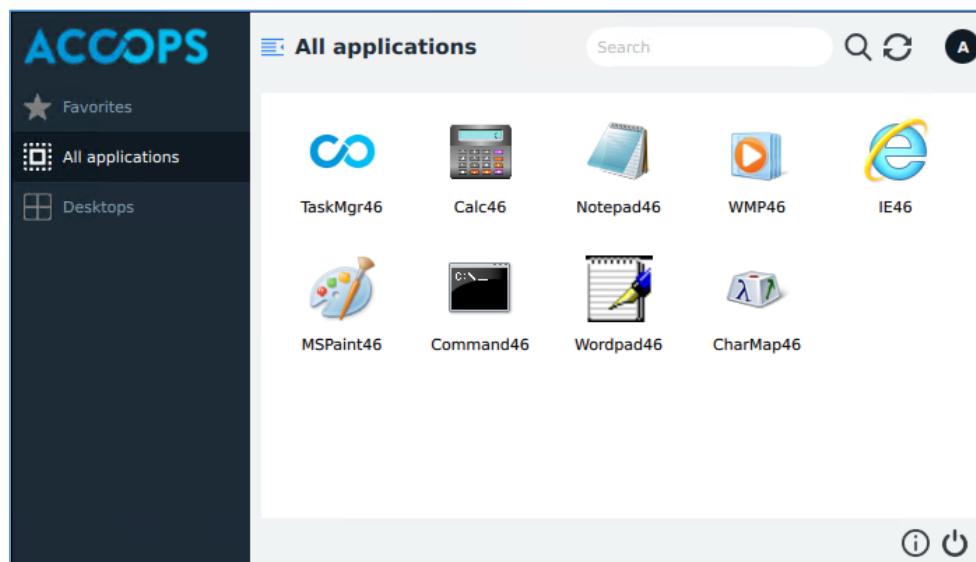 ACCOPS
All applications
Search
A
Favorites
All applications
Desktops
TaskMgr46
Calc46
Notepad46
WMP46
IE46
MSPaint46
Command46
Wordpad46
CharMap46
C:\_